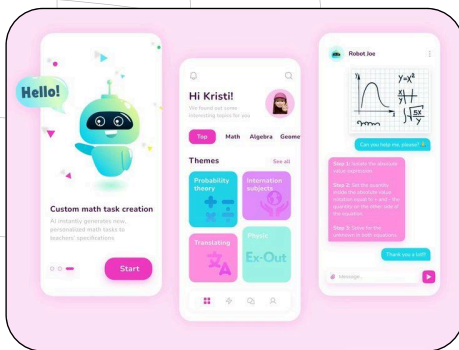 Hello!
Custom math task creation
AI instantly generates new,
personalised math tasks to
teachers' specifications
Start
Hi Kristi!
We found out some
interesting topics for you
Top Math Algebra Geome
Themes
See all
Probability
theory
Internation
subjects
Translating
Physix
Ex-Out
Robot Joe
y=x²
x
y
5x
y
Can you help me, please?
Step 1: Isolate the absolute
value expression.
Step 2: Set the quantity
inside the absolute value
notation equal to + and - the
quantity on the other side of
the equation.
Step 3: Solve for the
unknown in both equations
Thank you a lot!!
Message...